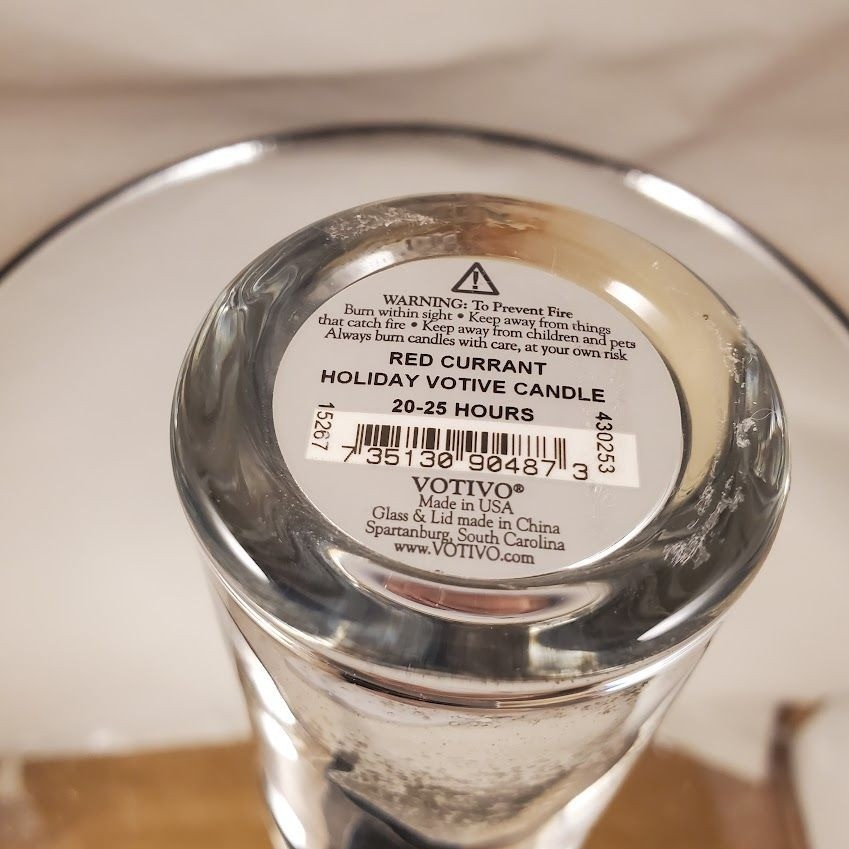 WARNING: To Prevent Fire
Burn within sight • Keep away from things
that catch fire • Keep away from children and pets
Always burn candles with care, at your own risk
RED CURRANT
HOLIDAY VOTIVE CANDLE
20-25 HOURS
15267
430253
7 35130 90487 3
VOTIVO®
Made in USA
Glass & Lid made in China
Spartanburg, South Carolina
www.VOTIVO.com